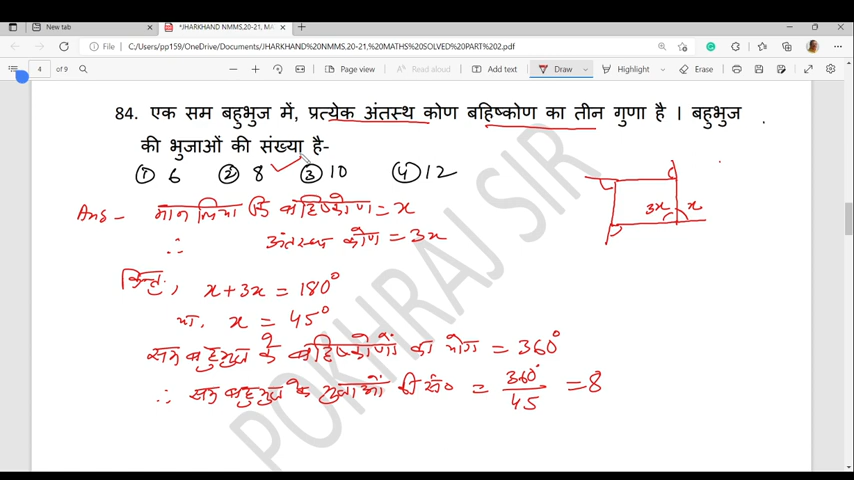 New tab
*JHARKHAND NMMS,20-21, MA
File C:/Users/pp159/OneDrive/Documents/JHARKHAND%20NMMS,20-21,%20MATHS%20SOLVED%20PART%202.pdf
4 of 9 Page view Read aloud Add text Draw Highlight Erase
84. एक सम बहुभुज में, प्रत्येक अंतस्थ कोण बहिष्कोण का तीन गुणा है । बहुभुज
की भुजाओं की संख्या है-
① 6 ② 8 ③ 10 ④ 12
Ans - मान लिया कि बहिष्कोण = x
∴ अंतस्थ कोण = 3x
3x x
किन्तु, x + 3x = 180°
या, x = 45°
सम बहुभुज के बहिष्कोणों का योग = 360°
∴ सम बहुभुज के भुजाओं की सं० = 360°/45 = 8
POKHRAJ SIR